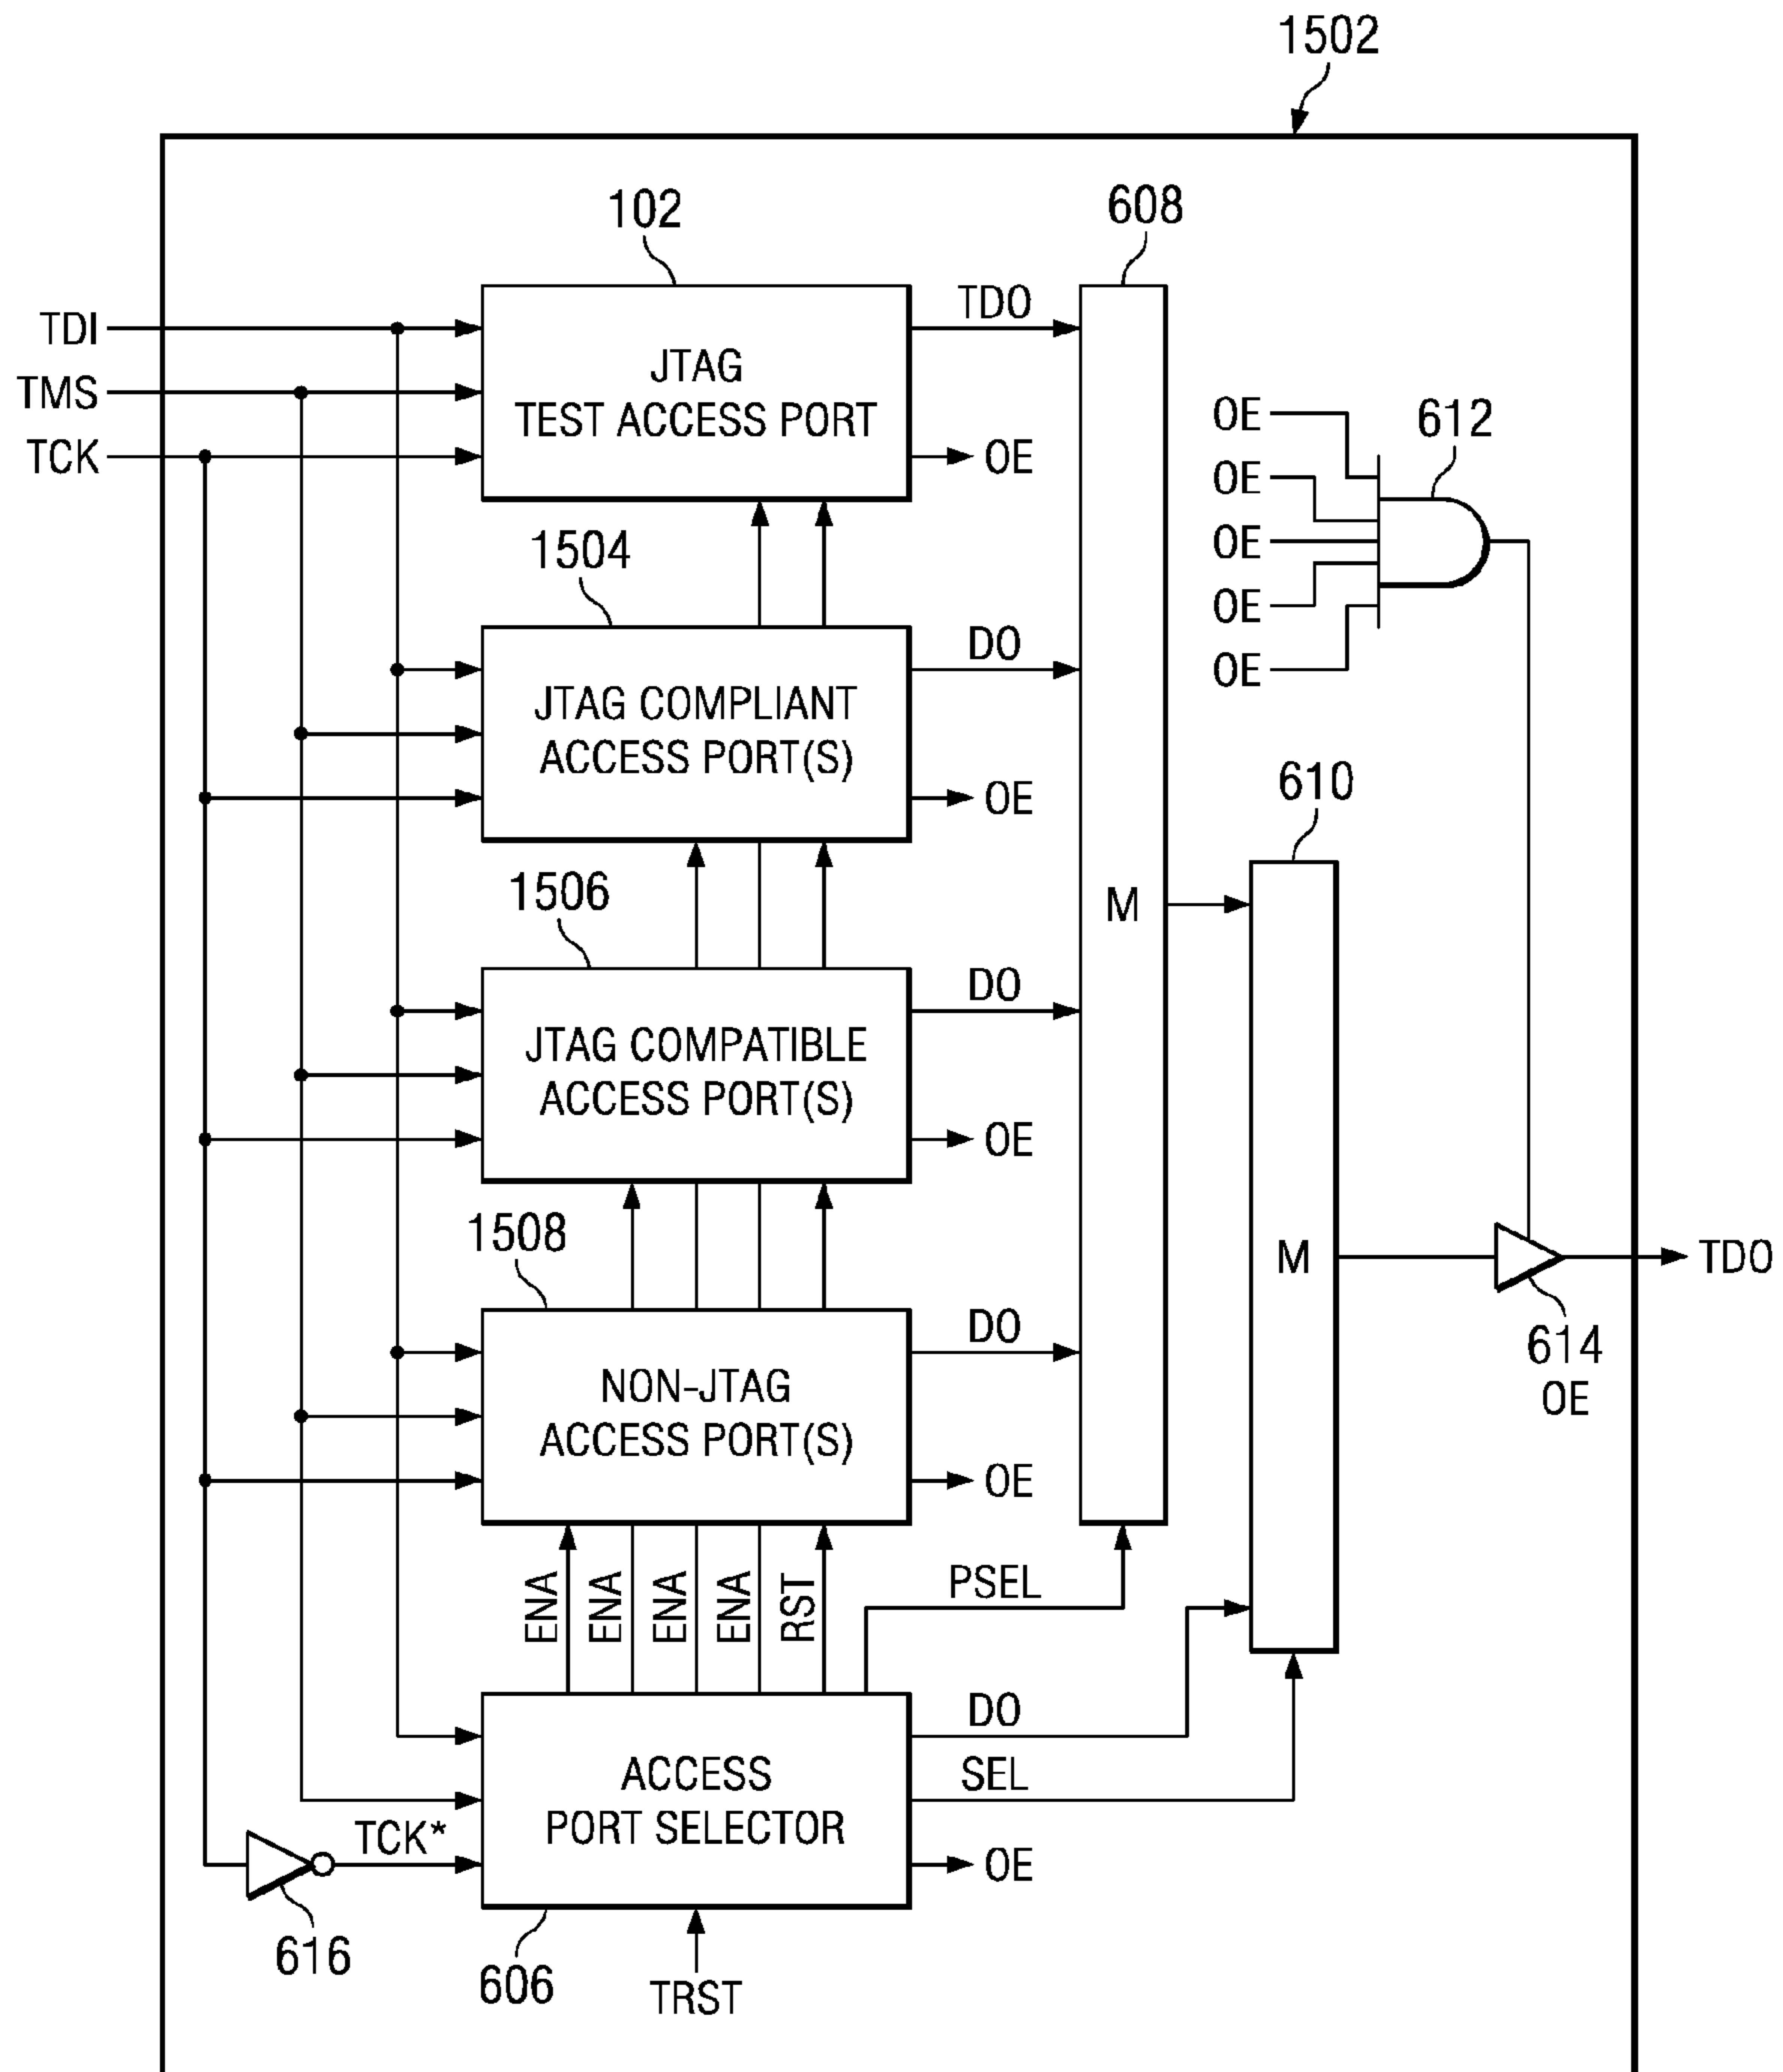 1502
102
608
TDI
TMS
TCK
JTAG
TEST ACCESS PORT
TDO
OE
OE
OE
OE
OE
OE
612
1504
JTAG COMPLIANT
ACCESS PORT(S)
DO
OE
610
1506
M
JTAG COMPATIBLE
ACCESS PORT(S)
DO
OE
1508
M
TDO
614
OE
NON-JTAG
ACCESS PORT(S)
DO
OE
ENA
ENA
ENA
ENA
RST
PSEL
ACCESS
PORT SELECTOR
DO
SEL
OE
TCK*
616
606
TRST